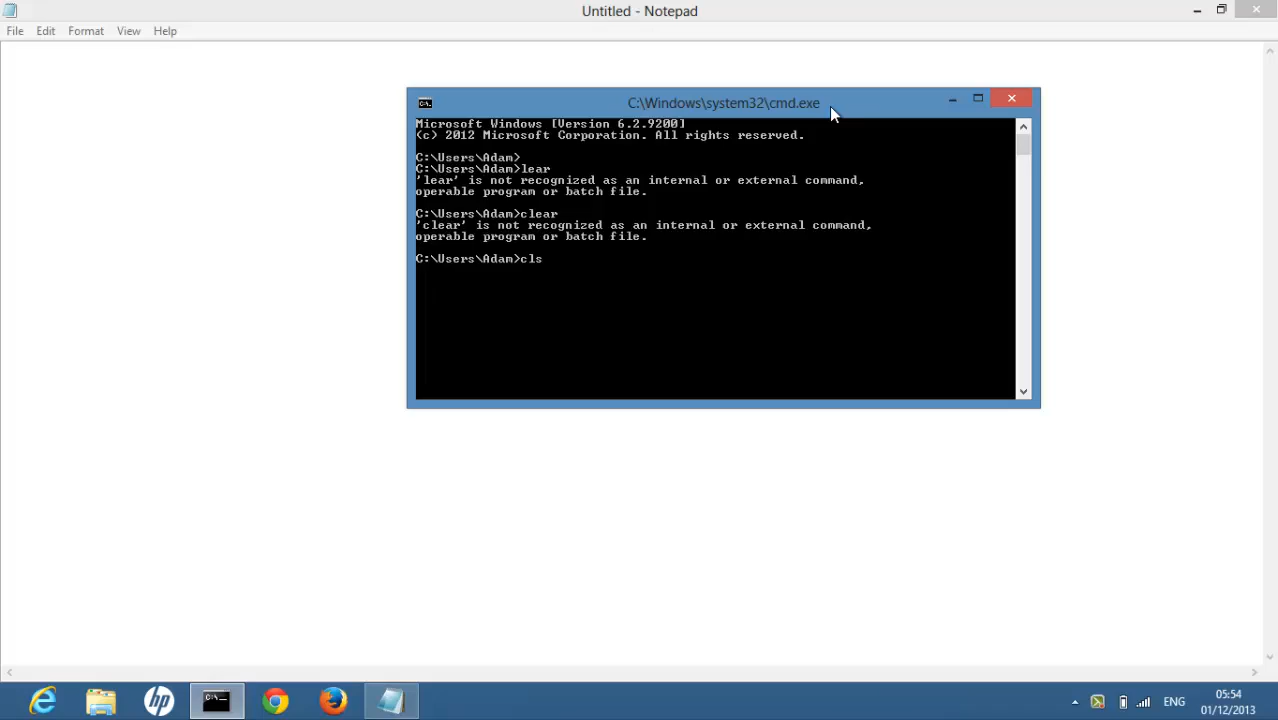 Untitled - Notepad
File Edit Format View Help
C:\Windows\system32\cmd.exe
Microsoft Windows [Version 6.2.9200]
(c) 2012 Microsoft Corporation. All rights reserved.
C:\Users\Adam>
C:\Users\Adam>lear
'lear' is not recognized as an internal or external command,
operable program or batch file.
C:\Users\Adam>clear
'clear' is not recognized as an internal or external command,
operable program or batch file.
C:\Users\Adam>cls
hp
C:\_
ENG
05:54
01/12/2013